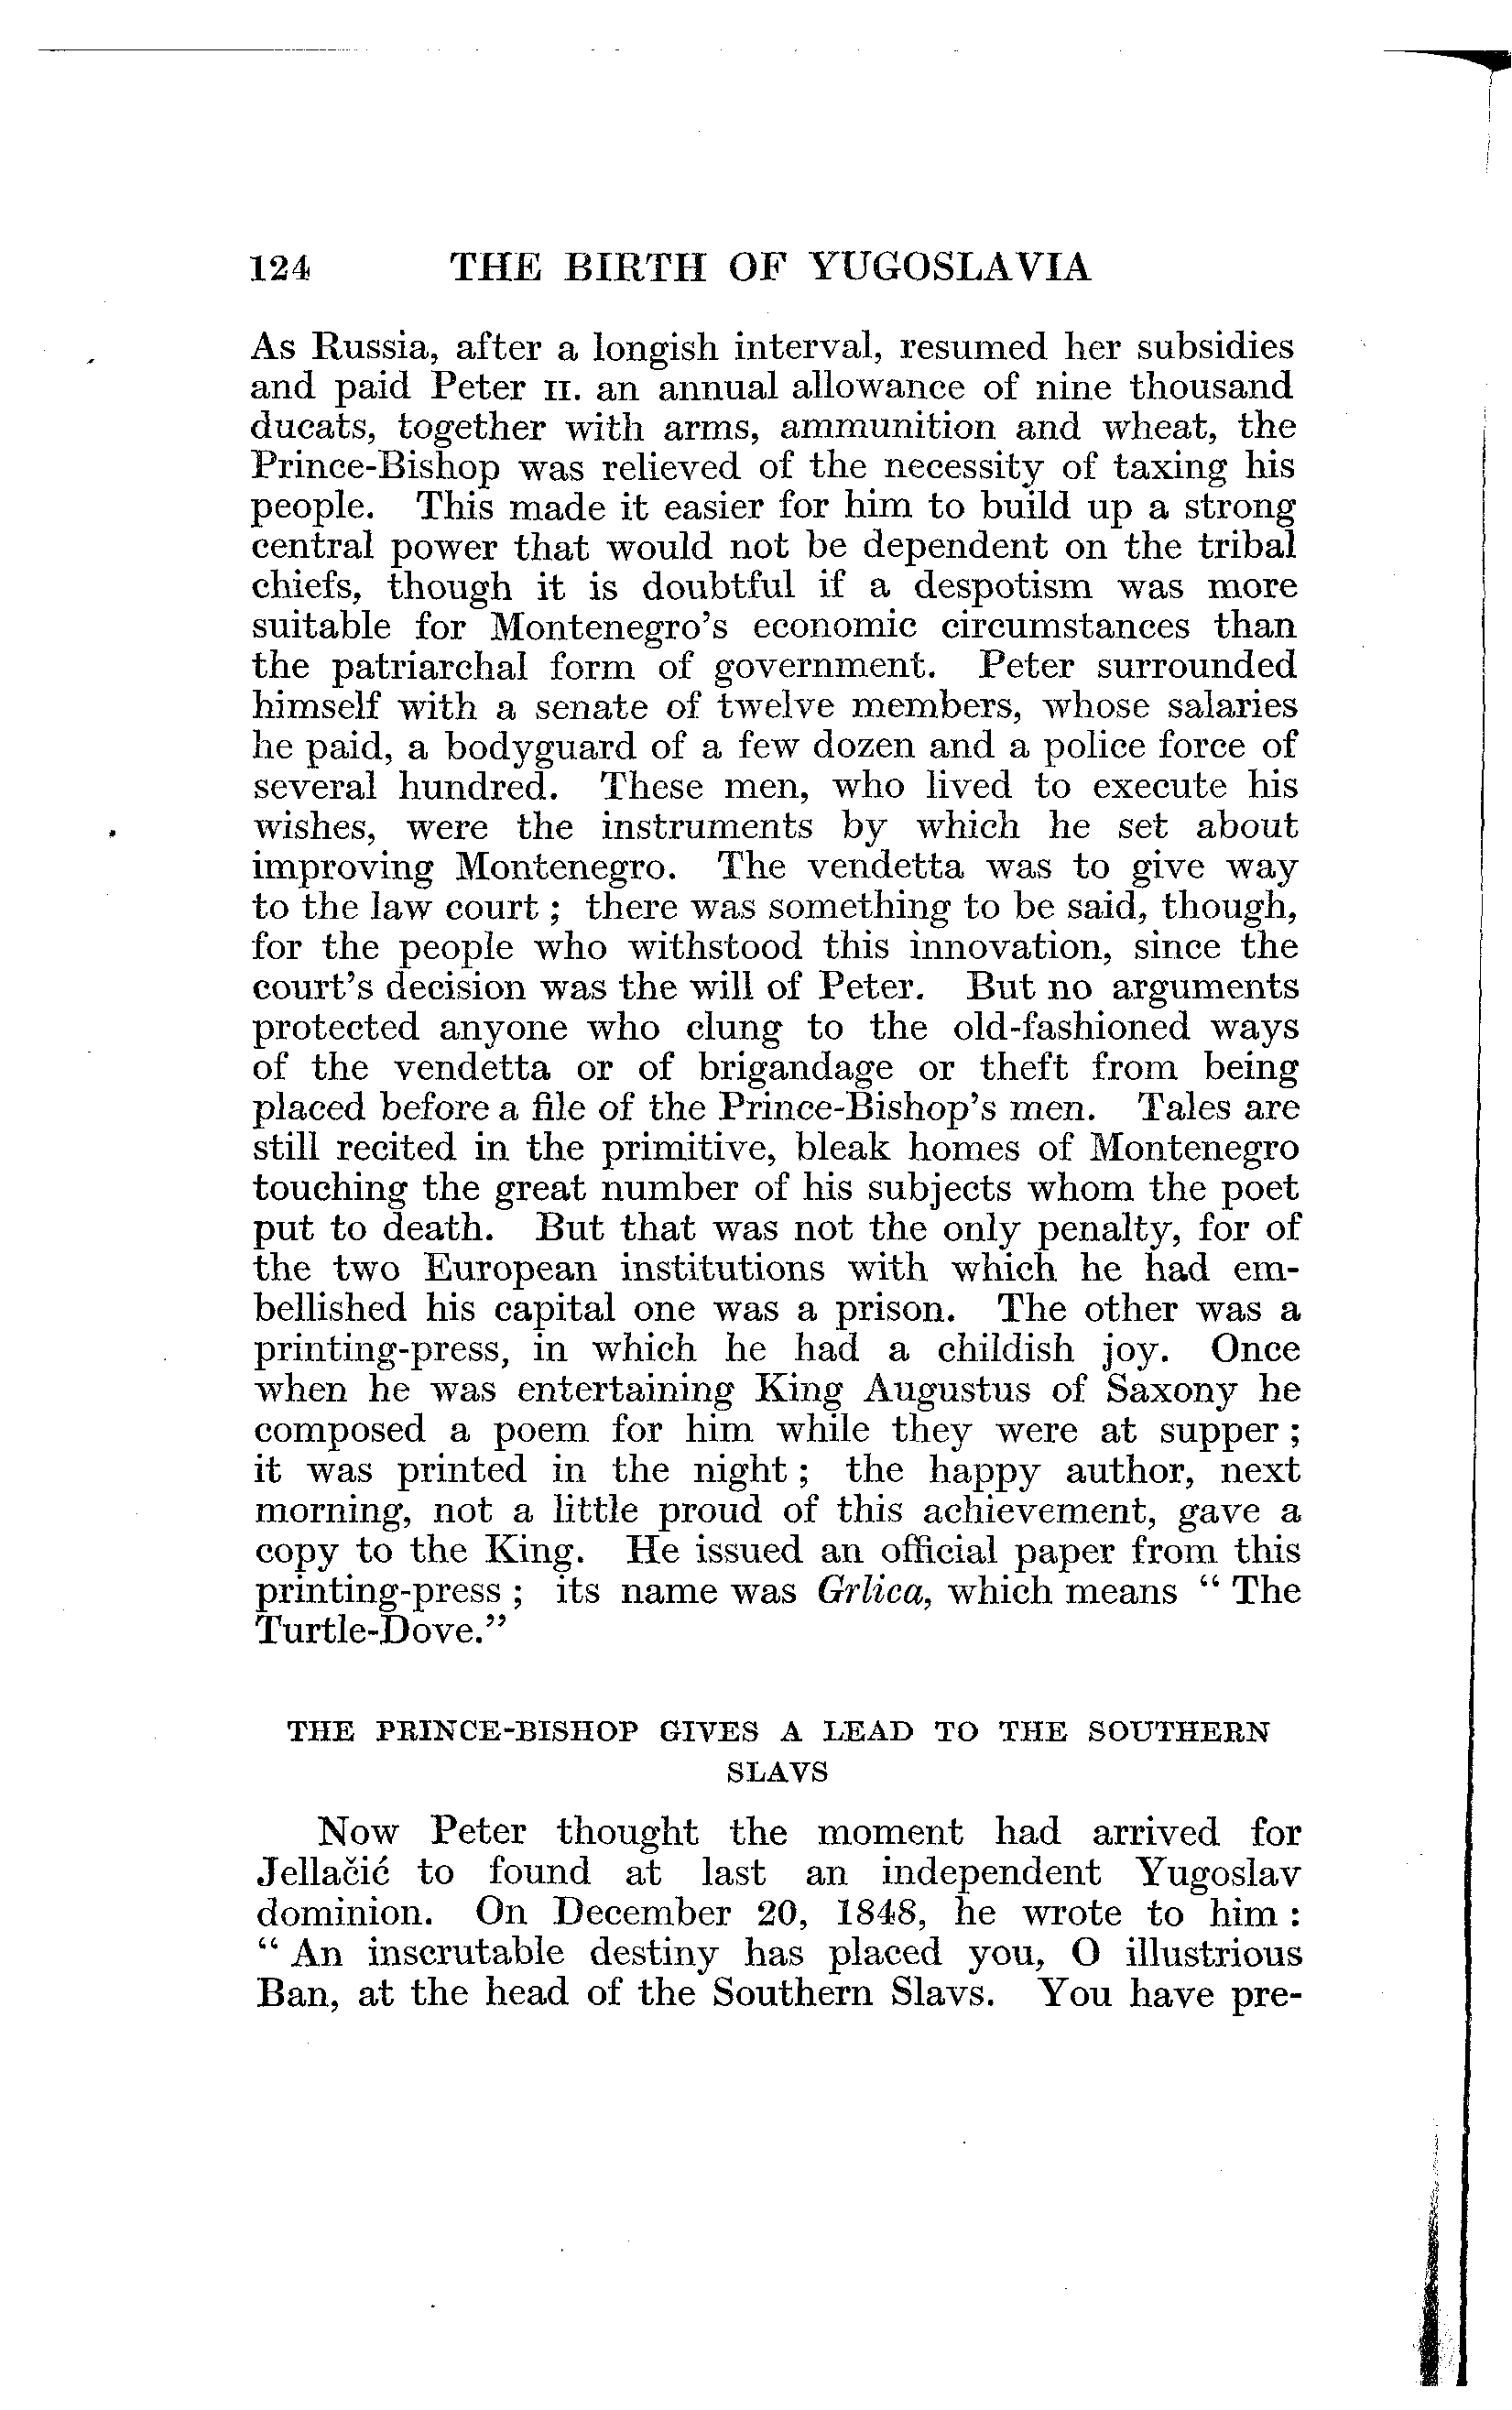 124 THE BIRTH OF YUGOSLAVIA
As Russia, after a longish interval, resumed her subsidies
and paid Peter II. an annual allowance of nine thousand
ducats, together with arms, ammunition and wheat, the
Prince-Bishop was relieved of the necessity of taxing his
people. This made it easier for him to build up a strong
central power that would not be dependent on the tribal
chiefs, though it is doubtful if a despotism was more
suitable for Montenegro's economic circumstances than
the patriarchal form of government. Peter surrounded
himself with a senate of twelve members, whose salaries
he paid, a bodyguard of a few dozen and a police force of
several hundred. These men, who lived to execute his
wishes, were the instruments by which he set about
improving Montenegro. The vendetta was to give way
to the law court ; there was something to be said, though,
for the people who withstood this innovation, since the
court's decision was the will of Peter. But no arguments
protected anyone who clung to the old-fashioned ways
of the vendetta or of brigandage or theft from being
placed before a file of the Prince-Bishop's men. Tales are
still recited in the primitive, bleak homes of Montenegro
touching the great number of his subjects whom the poet
put to death. But that was not the only penalty, for of
the two European institutions with which he had em-
bellished his capital one was a prison. The other was a
printing-press, in which he had a childish joy. Once
when he was entertaining King Augustus of Saxony he
composed a poem for him while they were at supper ;
it was printed in the night ; the happy author, next
morning, not a little proud of this achievement, gave a
copy to the King. He issued an official paper from this
printing-press ; its name was Grlica, which means “ The
Turtle-Dove.”
THE PRINCE-BISHOP GIVES A LEAD TO THE SOUTHERN
SLAVS
Now Peter thought the moment had arrived for
Jellačić to found at last an independent Yugoslav
dominion. On December 20, 1848, he wrote to him :
“ An inscrutable destiny has placed you, O illustrious
Ban, at the head of the Southern Slavs. You have pre-